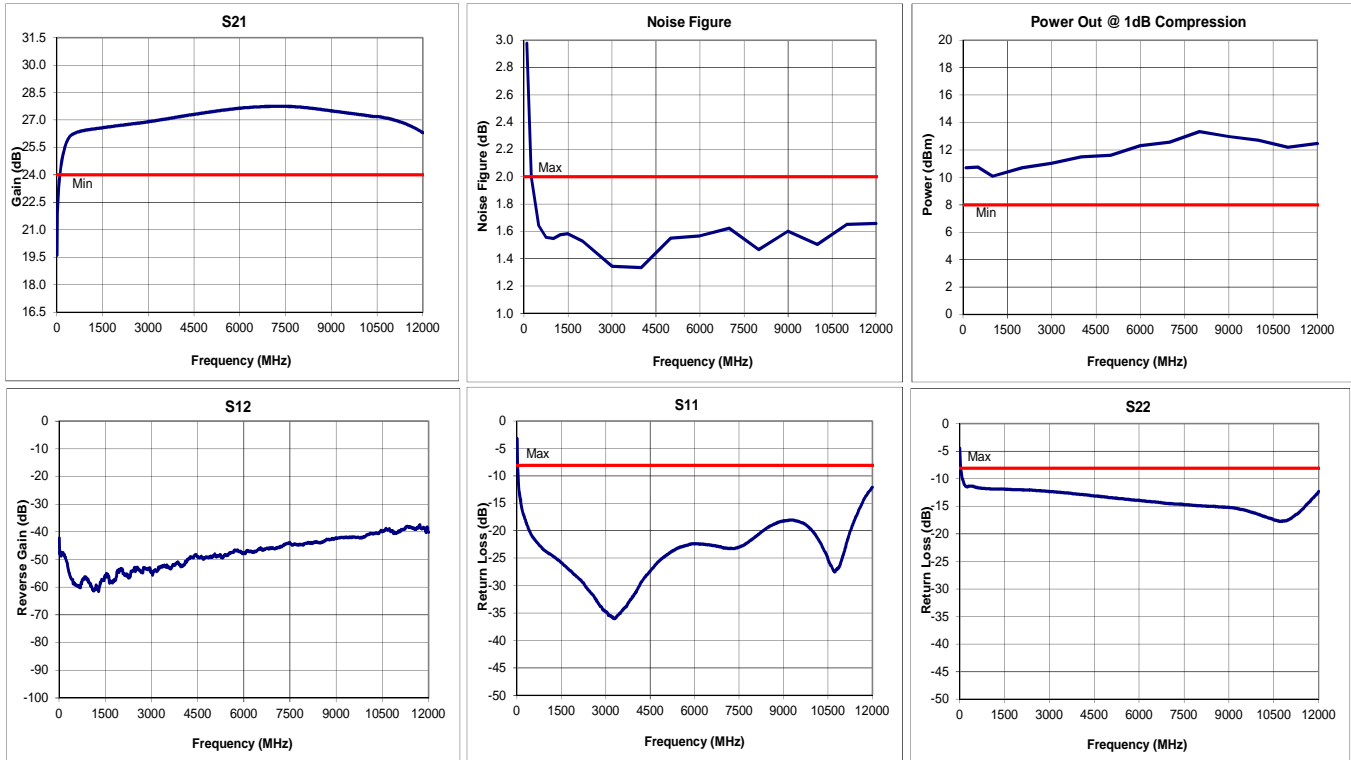 S21
Gain (dB)
31.5
30.0
28.5
27.0
25.5
24.0
22.5
21.0
19.5
18.0
16.5
Min
0 1500 3000 4500 6000 7500 9000 10500 12000
Frequency (MHz)
Noise Figure
Noise Figure (dB)
3.0
2.8
2.6
2.4
2.2
2.0
1.8
1.6
1.4
1.2
1.0
Max
0 1500 3000 4500 6000 7500 9000 10500 12000
Frequency (MHz)
Power Out @ 1dB Compression
Power (dBm)
20
18
16
14
12
10
8
6
4
2
0
Min
0 1500 3000 4500 6000 7500 9000 10500 12000
Frequency (MHz)
S12
Reverse Gain (dB)
0
-10
-20
-30
-40
-50
-60
-70
-80
-90
-100
0 1500 3000 4500 6000 7500 9000 10500 12000
Frequency (MHz)
S11
Return Loss (dB)
0
-5
-10
-15
-20
-25
-30
-35
-40
-45
-50
Max
0 1500 3000 4500 6000 7500 9000 10500 12000
Frequency (MHz)
S22
Return Loss (dB)
0
-5
-10
-15
-20
-25
-30
-35
-40
-45
-50
Max
0 1500 3000 4500 6000 7500 9000 10500 12000
Frequency (MHz)